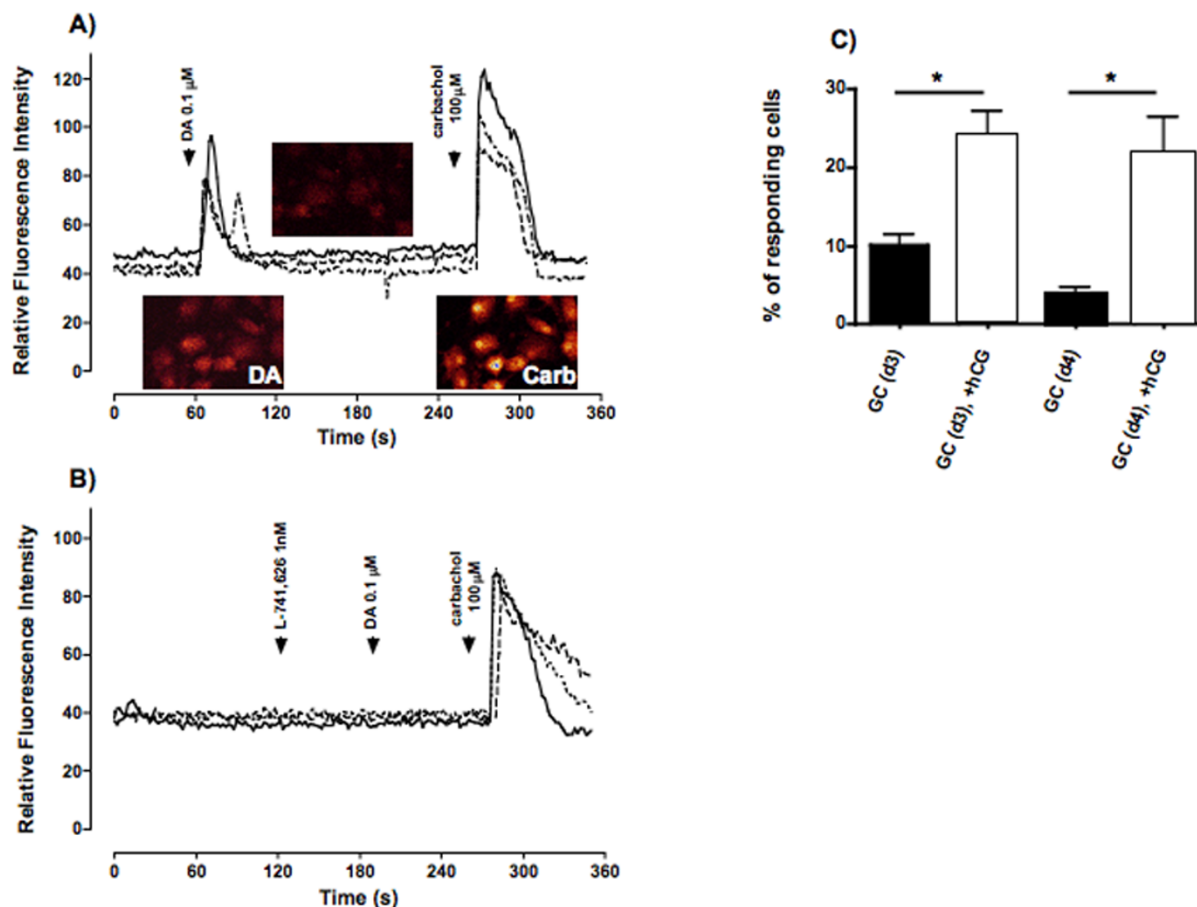 A)
Relative Fluorescence Intensity
120
100
80
60
40
20
0
DA 0.1 µM
carbachol
100µM
DA
Carb
0 60 120 180 240 300 360
Time (s)
B)
Relative Fluorescence Intensity
100
80
60
40
20
0
L-741,626 1nM
DA 0.1 µM
carbachol
100µM
0 60 120 180 240 300 360
Time (s)
C)
% of responding cells
30
20
10
0
*
*
GC (d3)
GC (d3), +hCG
GC (d4)
GC (d4), +hCG